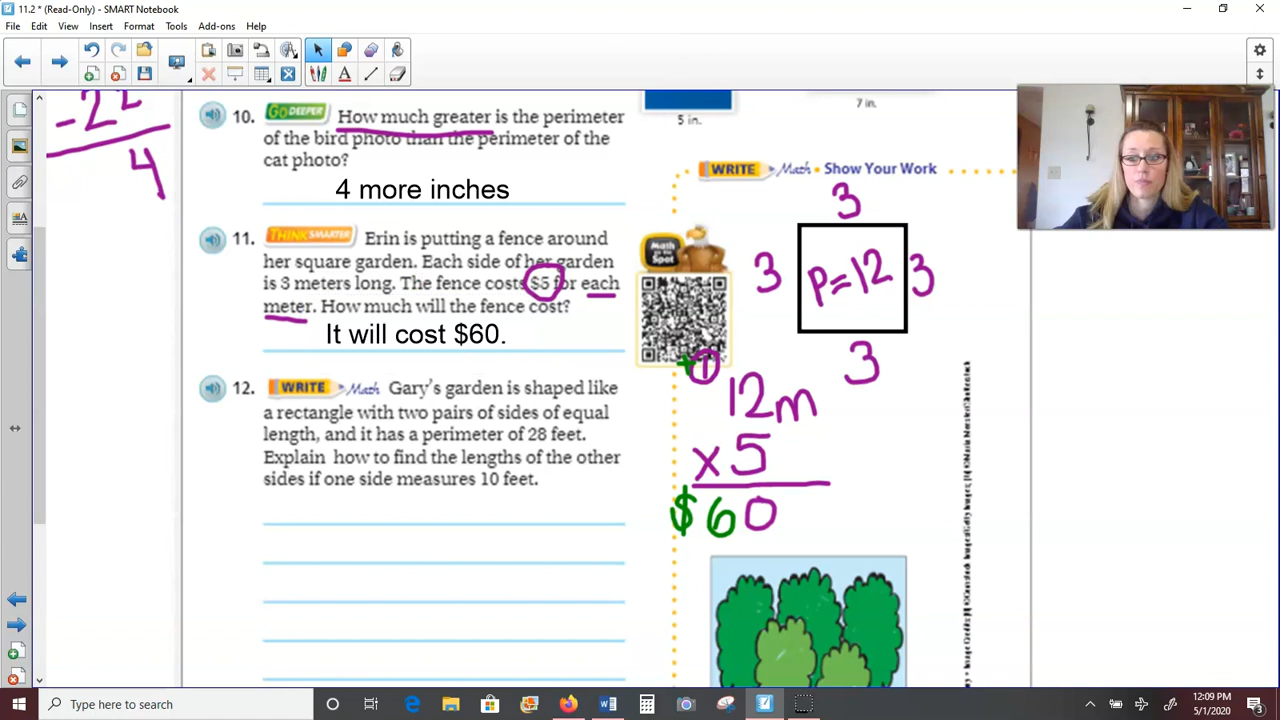 11.2 * (Read-Only) - SMART Notebook
File Edit View Insert Format Tools Add-ons Help
- 22
4
10. GO DEEPER How much greater is the perimeter
of the bird photo than the perimeter of the
cat photo?
4 more inches
11. THINK SMARTER Erin is putting a fence around
her square garden. Each side of her garden
is 3 meters long. The fence costs $5 for each
meter. How much will the fence cost?
It will cost $60.
12. WRITE Math Gary's garden is shaped like
a rectangle with two pairs of sides of equal
length, and it has a perimeter of 28 feet.
Explain how to find the lengths of the other
sides if one side measures 10 feet.
5 in.
7 in.
WRITE Math • Show Your Work
Math on the Spot
3
3 P=12 3
3
+1
12m
x 5
$60
Type here to search
12:09 PM
5/1/2020